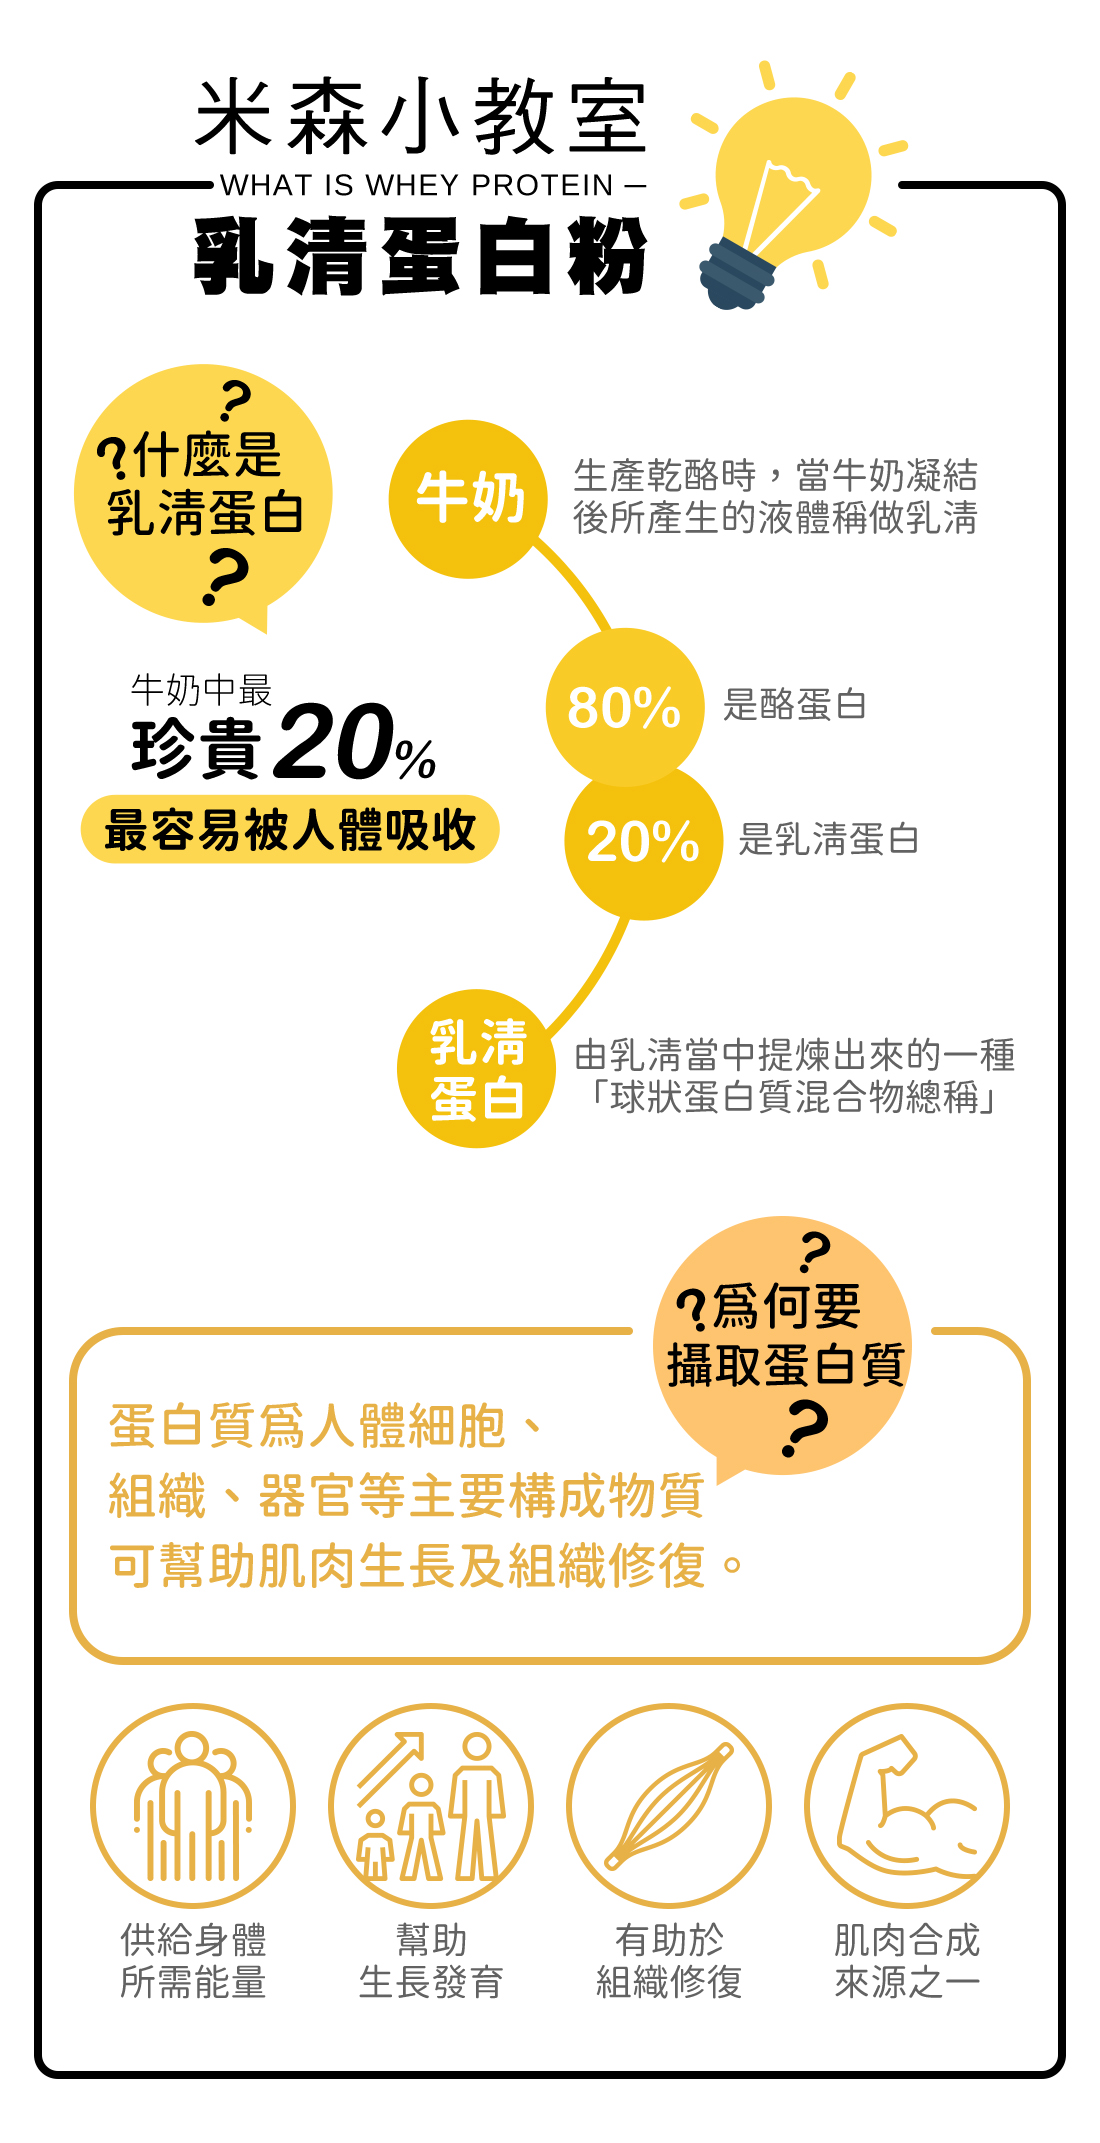 米森小教室
WHAT IS WHEY PROTEIN —
乳清蛋白粉
?
?什麼是
乳淸蛋白
?
牛奶
生產乾酪時，當牛奶凝結
後所產生的液體稱做乳淸
牛奶中最
珍貴20%
最容易被人體吸收
80%
是酪蛋白
20%
是乳淸蛋白
乳淸
蛋白
由乳淸當中提煉出來的一種
「球狀蛋白質混合物總稱」
?
?爲何要
攝取蛋白質
?
蛋白質爲人體細胞、
組織、器官等主要構成物質
可幫助肌肉生長及組織修復。
供給身體
所需能量
幫助
生長發育
有助於
組織修復
肌肉合成
來源之一